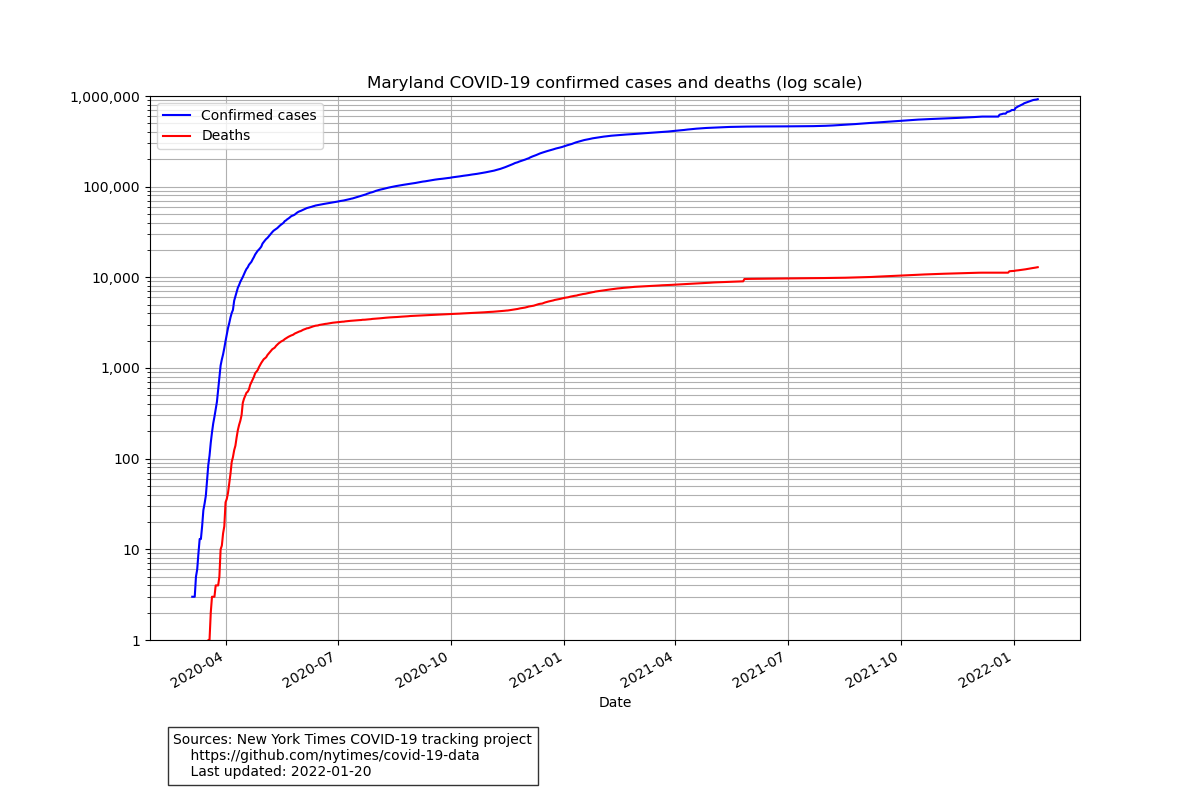 Maryland COVID-19 confirmed cases and deaths (log scale)
Confirmed cases
Deaths
1,000,000
100,000
10,000
1,000
100
10
1
2020-04
2020-07
2020-10
2021-01
2021-04
2021-07
2021-10
2022-01
Date
Sources: New York Times COVID-19 tracking project
https://github.com/nytimes/covid-19-data
Last updated: 2022-01-20